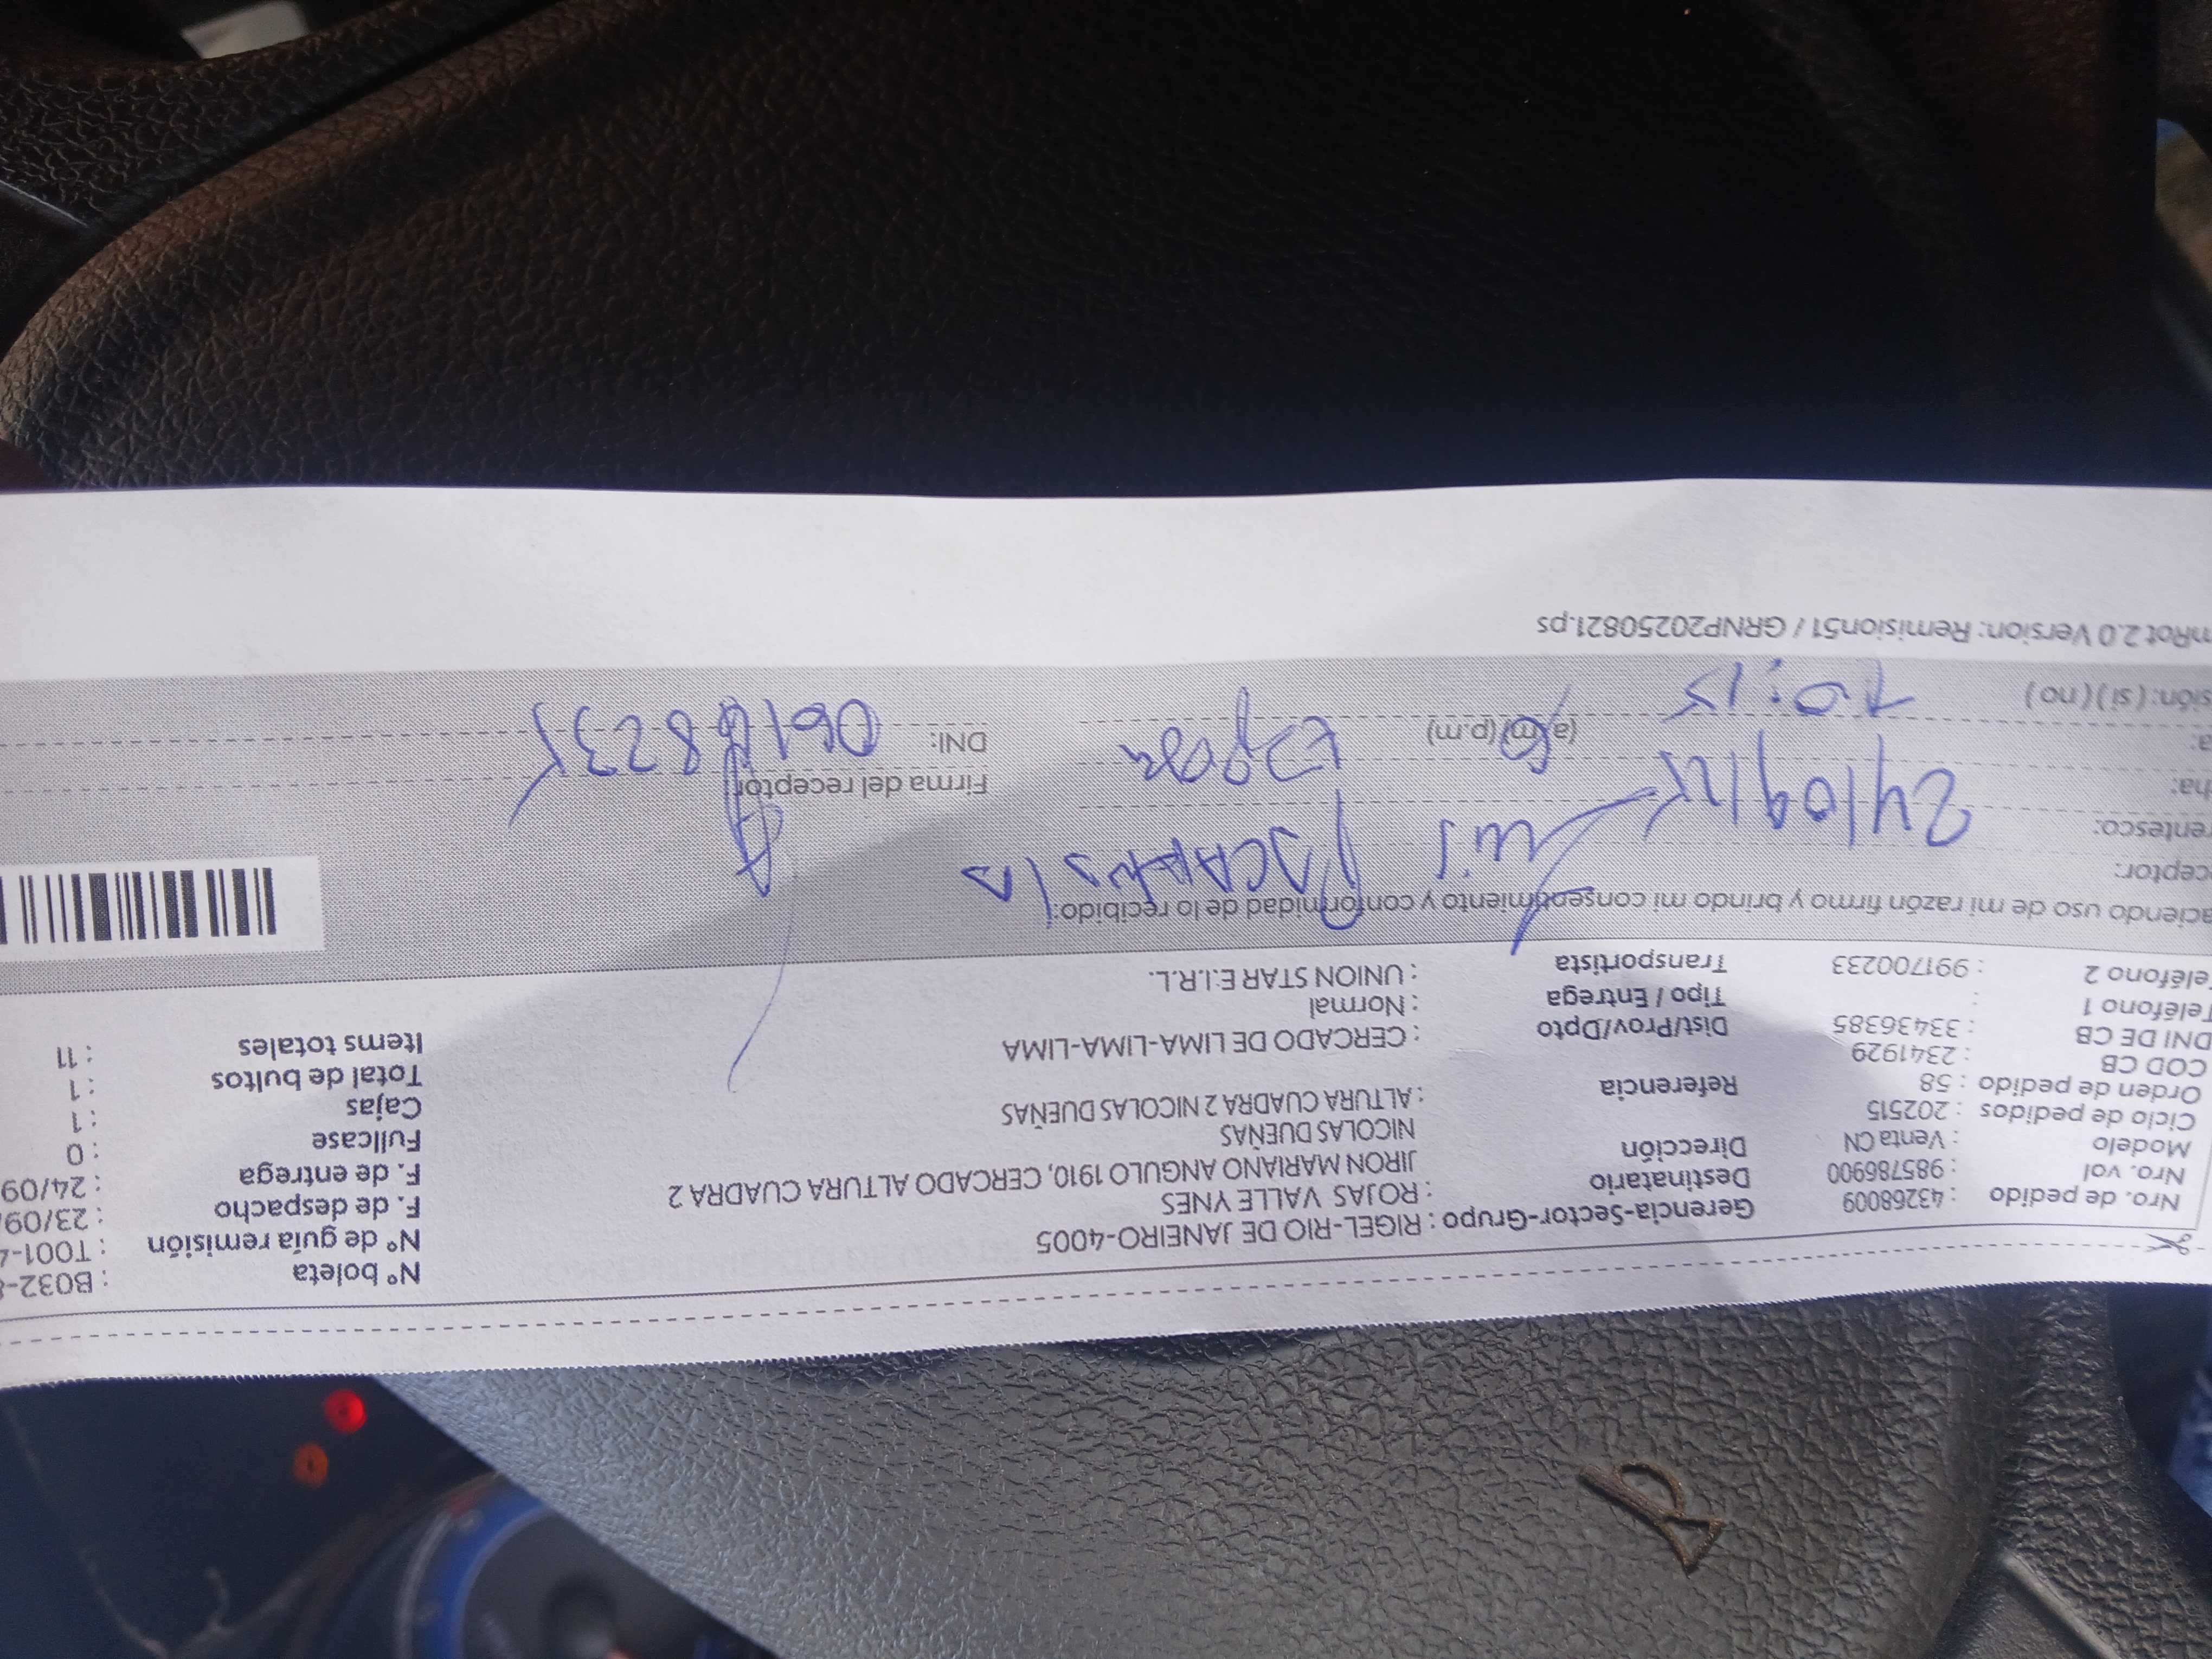 Nro. de pedido : 43268009 Gerencia-Sector-Grupo : RIGEL-RIO DE JANEIRO-4005 N° boleta : B032-
Nro. vol : 985786900 Destinatario : ROJAS VALLE YNES N° de guía remisión : T001-
Modelo : Venta CN Dirección JIRON MARIANO ANGULO 1910, CERCADO ALTURA CUADRA 2 F. de despacho : 23/09
Ciclo de pedidos : 202515 NICOLAS DUEÑAS F. de entrega : 24/09
Orden de pedido : 58 Referencia : ALTURA CUADRA 2 NICOLAS DUEÑAS Fullcase : 0
COD CB : 2341929 Cajas : 1
DNI DE CB : 33436385 Dist/Prov/Dpto : CERCADO DE LIMA-LIMA-LIMA Total de bultos : 1
Teléfono 1 : Tipo / Entrega : Normal Items totales : 11
Teléfono 2 : 991700233 Transportista : UNION STAR E.I.R.L.
aciendo uso de mi razón firmo y brindo mi consentimiento y conformidad de lo recibido:
ceptor: Luis
entesco:
ha: 24/09/25 Firma del receptor
a: 10:15 (a.m) (p.m) DNI:
sión: ( si ) ( no )
nRot 2.0 Version: Remision51 / GRNP20250821.ps